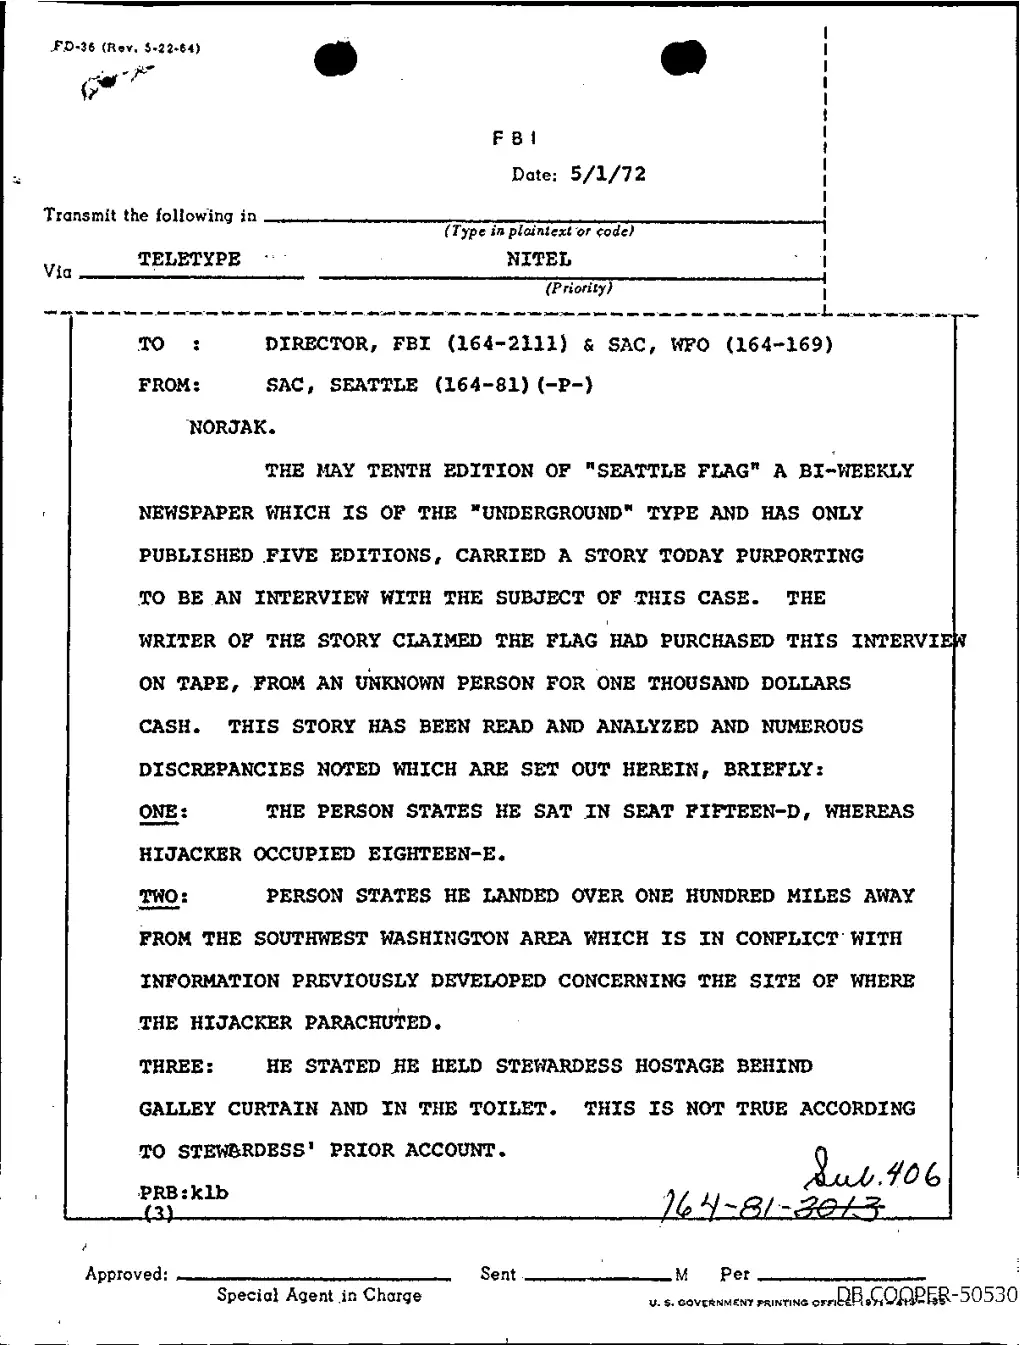 FD-36 (Rev. 5-22-64)
F B I
Date: 5/1/72
Transmit the following in
(Type in plaintext or code)
Via TELETYPE NITEL
(Priority)
TO : DIRECTOR, FBI (164-2111) & SAC, WFO (164-169)
FROM: SAC, SEATTLE (164-81)(-P-)
NORJAK.
THE MAY TENTH EDITION OF "SEATTLE FLAG" A BI-WEEKLY
NEWSPAPER WHICH IS OF THE "UNDERGROUND" TYPE AND HAS ONLY
PUBLISHED FIVE EDITIONS, CARRIED A STORY TODAY PURPORTING
TO BE AN INTERVIEW WITH THE SUBJECT OF THIS CASE. THE
WRITER OF THE STORY CLAIMED THE FLAG HAD PURCHASED THIS INTERVIEW
ON TAPE, FROM AN UNKNOWN PERSON FOR ONE THOUSAND DOLLARS
CASH. THIS STORY HAS BEEN READ AND ANALYZED AND NUMEROUS
DISCREPANCIES NOTED WHICH ARE SET OUT HEREIN, BRIEFLY:
ONE: THE PERSON STATES HE SAT IN SEAT FIFTEEN-D, WHEREAS
HIJACKER OCCUPIED EIGHTEEN-E.
TWO: PERSON STATES HE LANDED OVER ONE HUNDRED MILES AWAY
FROM THE SOUTHWEST WASHINGTON AREA WHICH IS IN CONFLICT WITH
INFORMATION PREVIOUSLY DEVELOPED CONCERNING THE SITE OF WHERE
THE HIJACKER PARACHUTED.
THREE: HE STATED HE HELD STEWARDESS HOSTAGE BEHIND
GALLEY CURTAIN AND IN THE TOILET. THIS IS NOT TRUE ACCORDING
TO STEWARDESS' PRIOR ACCOUNT.
Sub.406
PRB:klb
164-81-3013
(3)
Approved: Sent M Per
Special Agent in Charge
U. S. GOVERNMENT PRINTING
DB COOPER-50530